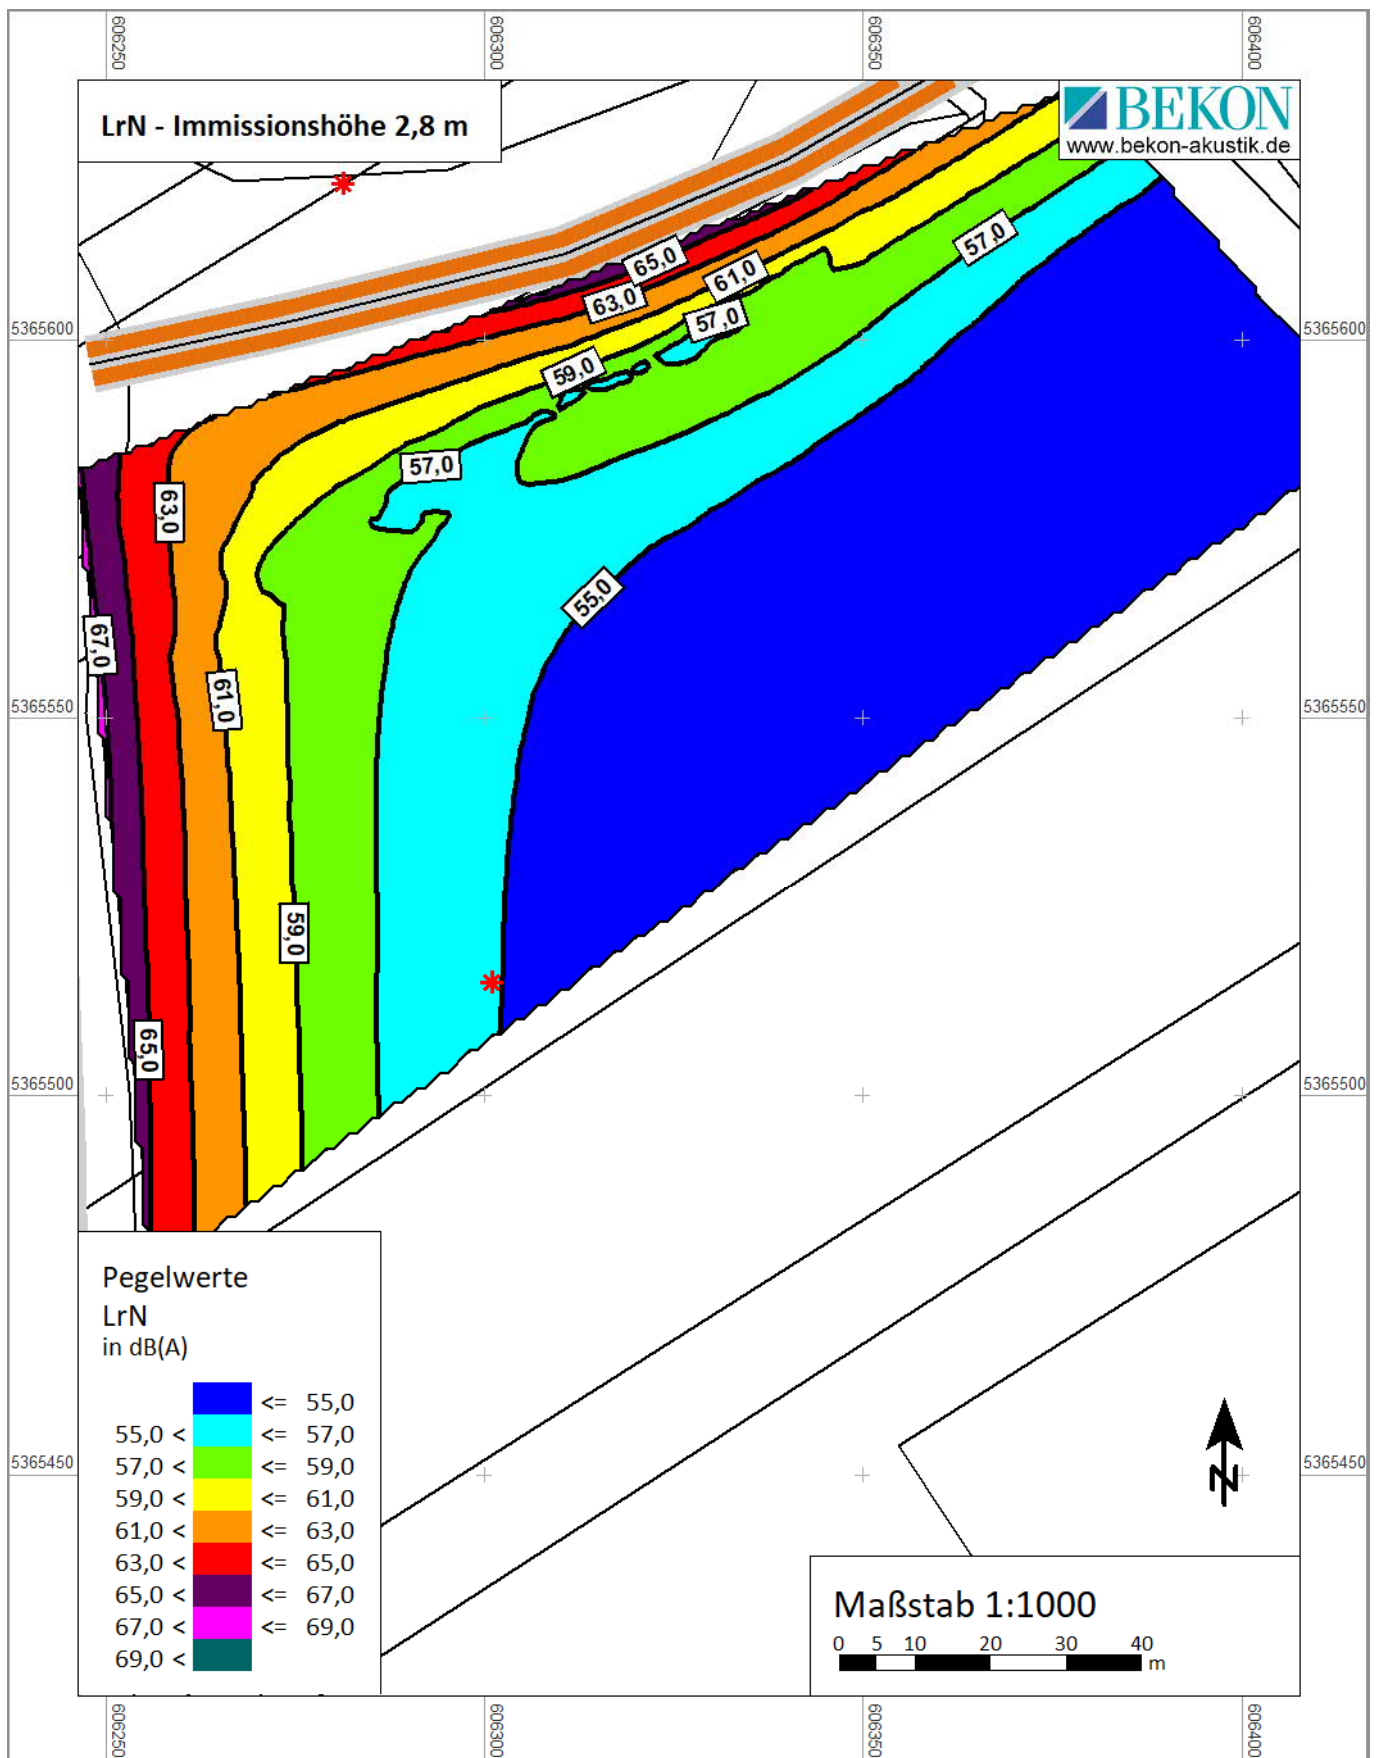 606250
606300
606350
606400
LrN - Immissionshöhe 2,8 m
BEKON
www.bekon-akustik.de
57,0
65,0
61,0
63,0
57,0
5365600
5365600
59,0
57,0
63,0
55,0
67,0
61,0
5365550
5365550
59,0
65,0
5365500
5365500
Pegelwerte
LrN
in dB(A)
<= 55,0
55,0 < <= 57,0
57,0 < <= 59,0
59,0 < <= 61,0
61,0 < <= 63,0
63,0 < <= 65,0
65,0 < <= 67,0
67,0 < <= 69,0
69,0 <
5365450
5365450
N
Maßstab 1:1000
0 5 10 20 30 40
m
606250
606300
606350
606400